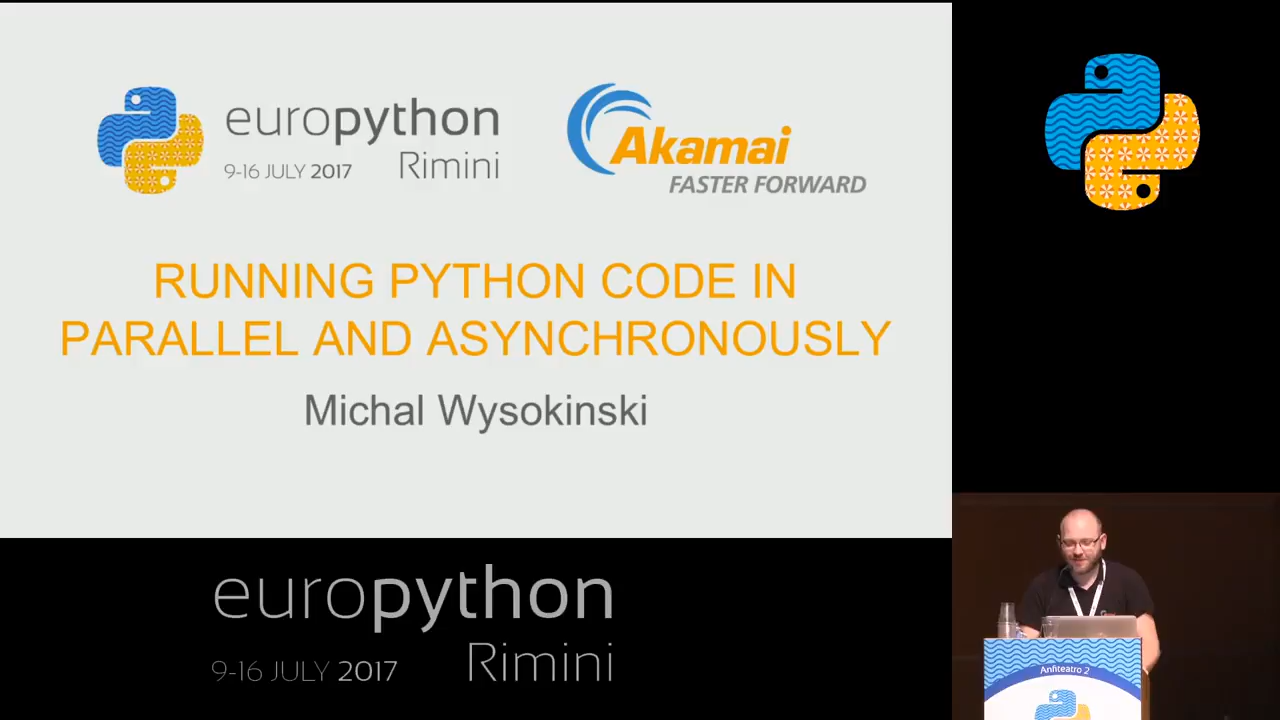 europython
9-16 JULY 2017 Rimini
Akamai
FASTER FORWARD
RUNNING PYTHON CODE IN
PARALLEL AND ASYNCHRONOUSLY
Michal Wysokinski
europython
9-16 JULY 2017 Rimini
Anfiteatro 2